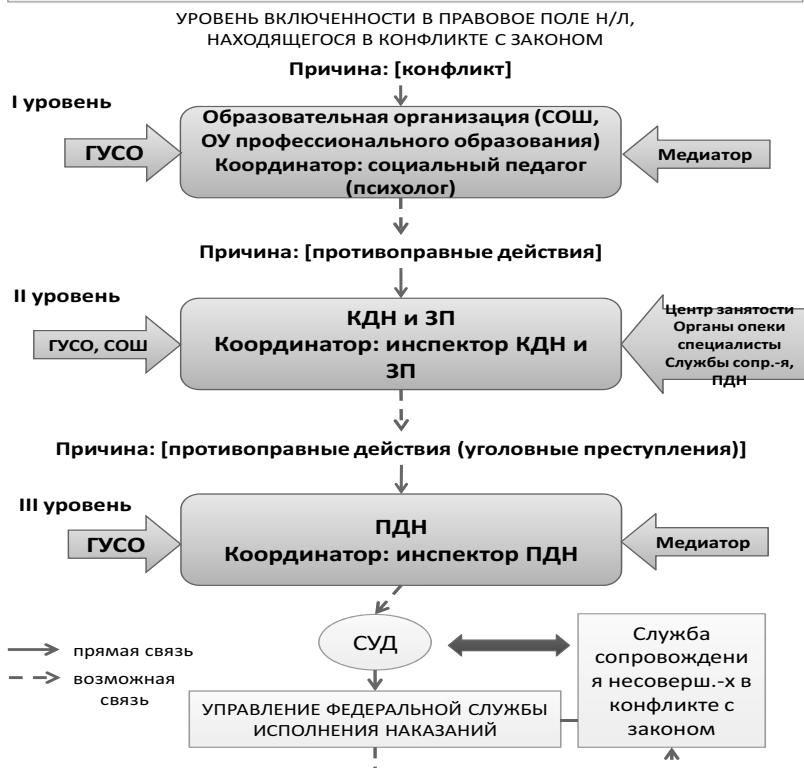 УРОВЕНЬ ВКЛЮЧЕННОСТИ В ПРАВОВОЕ ПОЛЕ Н/Л,
НАХОДЯЩЕГОСЯ В КОНФЛИКТЕ С ЗАКОНОМ
Причина: [конфликт]
I уровень
ГУСО
Образовательная организация (СОШ,
ОУ профессионального образования)
Координатор: социальный педагог
(психолог)
Медиатор
Причина: [противоправные действия]
II уровень
ГУСО, СОШ
КДН и ЗП
Координатор: инспектор КДН и
ЗП
Центр занятости
Органы опеки
специалисты
Службы сопр.-я,
ПДН
Причина: [противоправные действия (уголовные преступления)]
III уровень
ГУСО
ПДН
Координатор: инспектор ПДН
Медиатор
СУД
Служба
сопровождени
я несоверш.-х в
конфликте с
законом
прямая связь
возможная
связь
УПРАВЛЕНИЕ ФЕДЕРАЛЬНОЙ СЛУЖБЫ
ИСПОЛНЕНИЯ НАКАЗАНИЙ